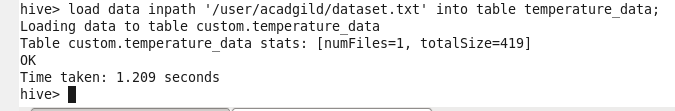 hive> load data inpath '/user/acadgild/dataset.txt' into table temperature_data;
Loading data to table custom.temperature_data
Table custom.temperature_data stats: [numFiles=1, totalSize=419]
OK
Time taken: 1.209 seconds
hive>